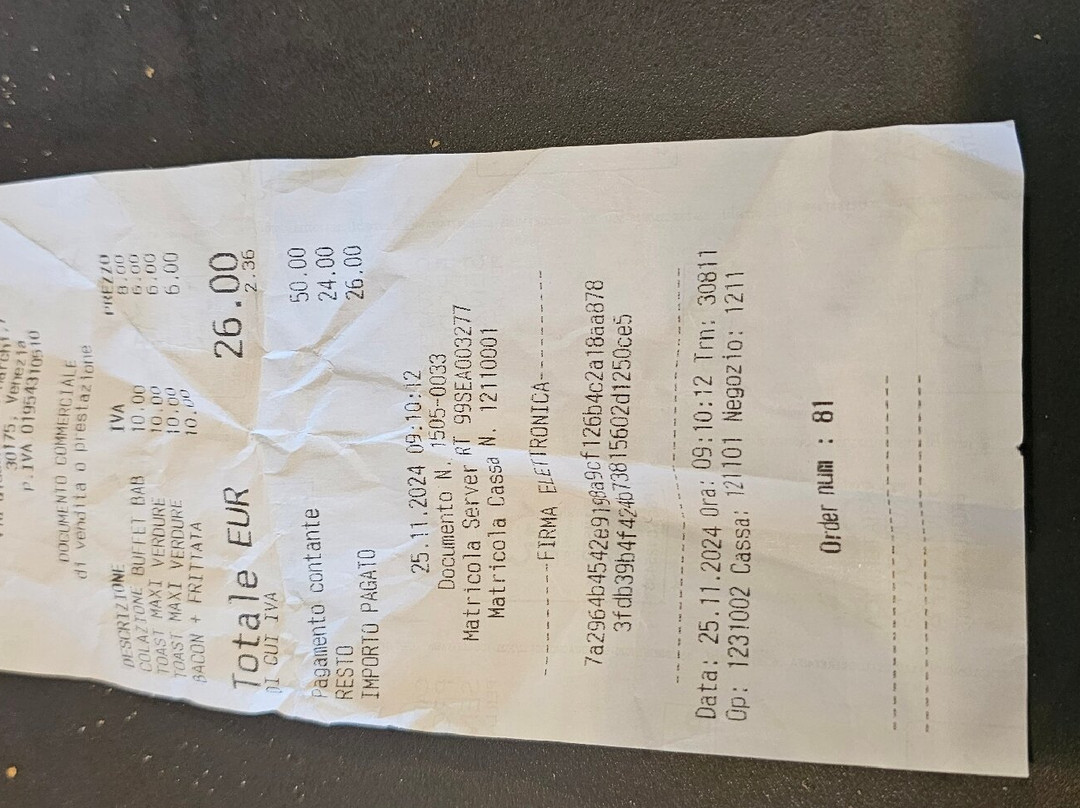 30175, Venezia
P.IVA 01954310510
DOCUMENTO COMMERCIALE
di vendita o prestazione
DESCRIZIONE IVA PREZZO
COLAZIONE BUFFET BAB 10.00 8.00
TOAST MAXI VERDURE 10.00 6.00
TOAST MAXI VERDURE 10.00 6.00
BACON + FRITTATA 10.00 6.00
Totale EUR 26.00
DI CUI IVA 2.36
Pagamento contante 50.00
RESTO 24.00
IMPORTO PAGATO 26.00
25.11.2024 09:10:12
Documento N. 1505-0033
Matricola Server RT 99SEA003277
Matricola Cassa N. 12110001
--------FIRMA ELETTRONICA----------
7a2964b4542e9198a9cf126b4c2a18aa878
3fdb39b4f424b73815602d1250ce5
Data: 25.11.2024 Ora: 09:10:12 Trm: 30811
Op: 1231002 Cassa: 121101 Negozio: 1211
Order num : 81